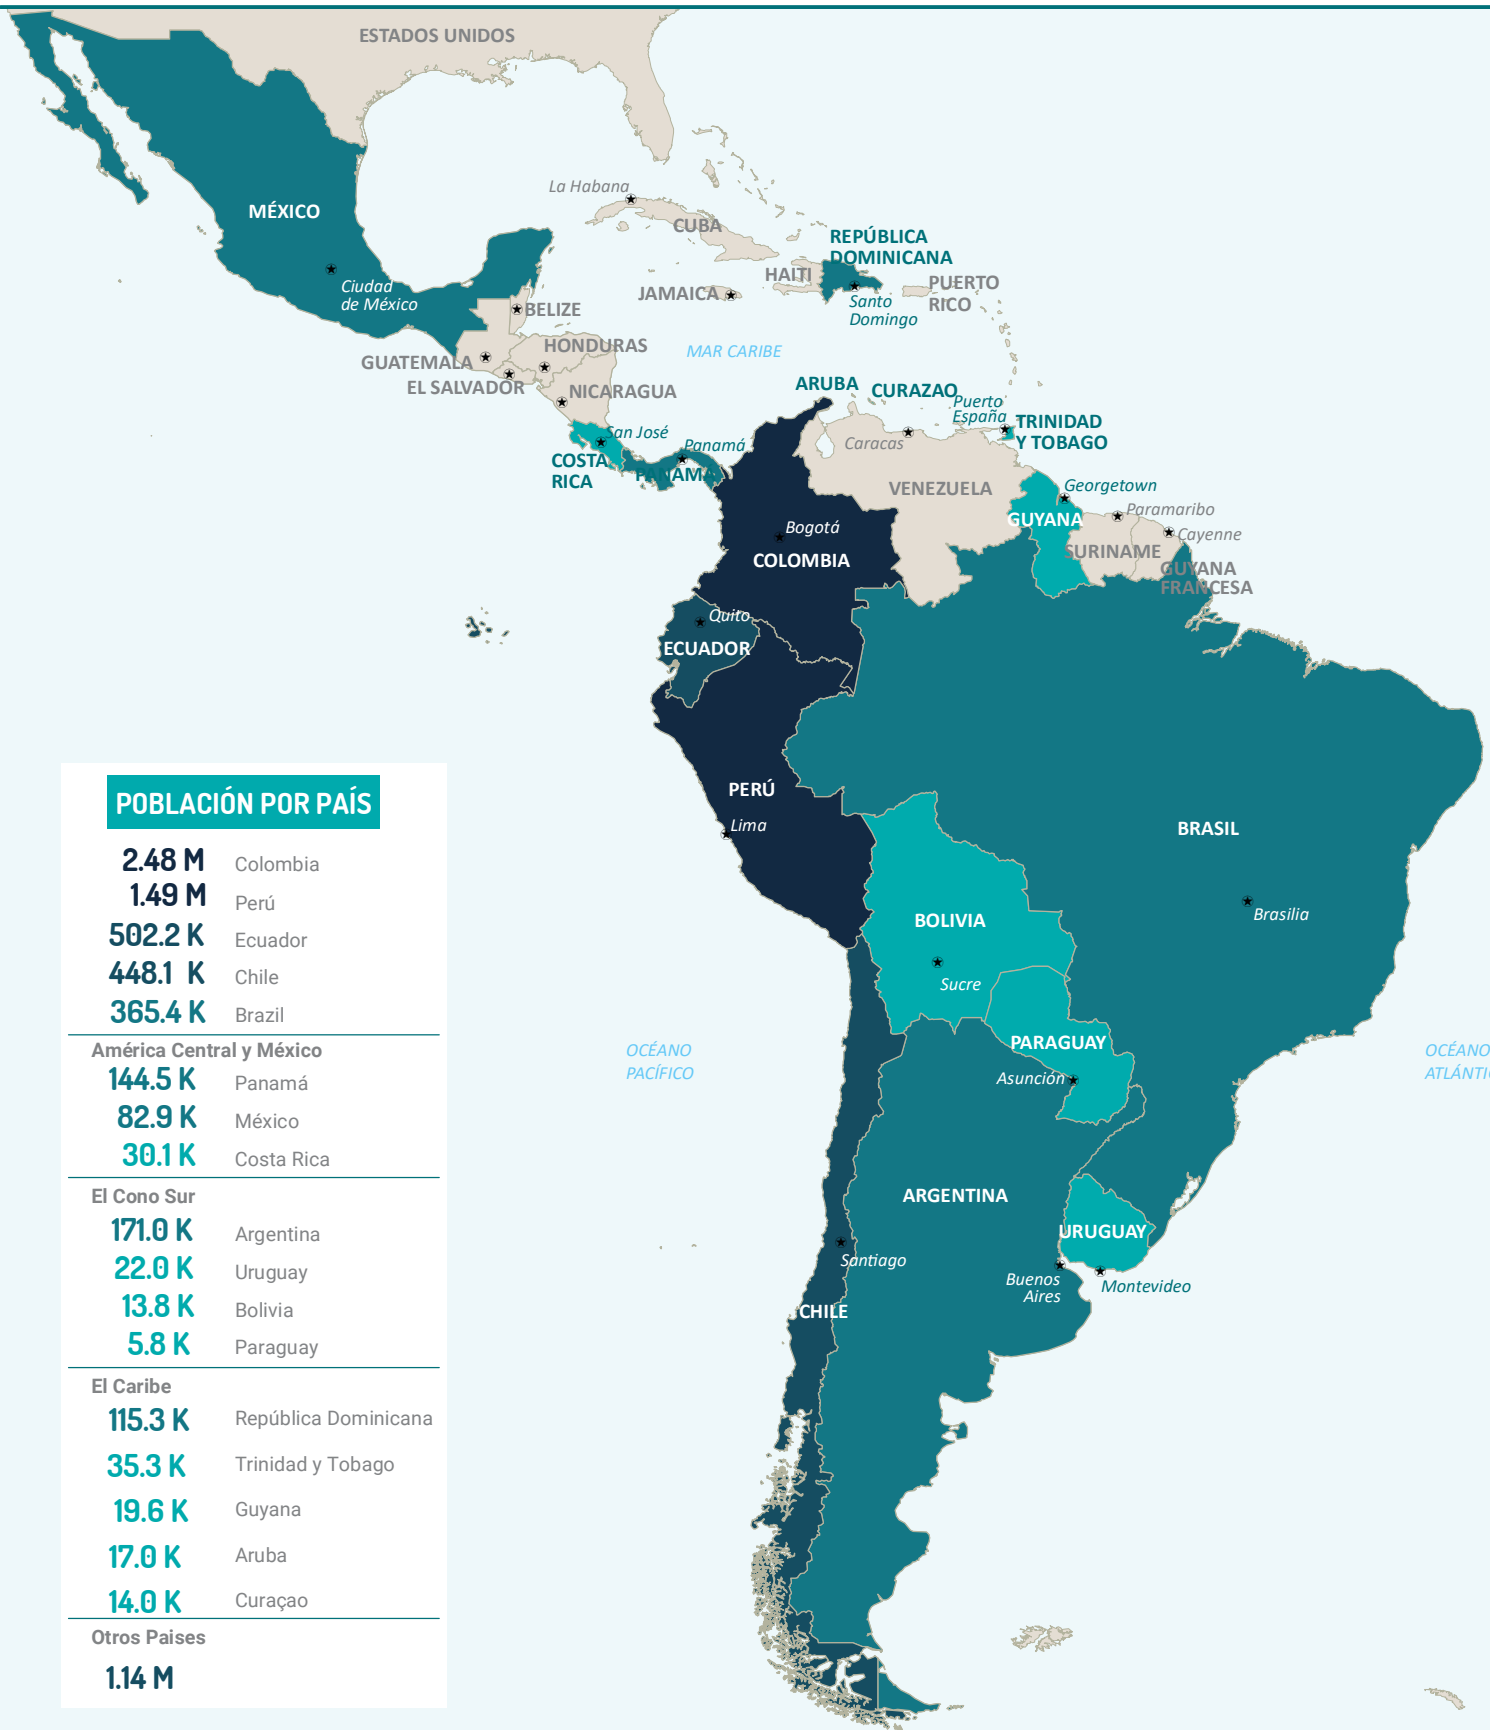 ESTADOS UNIDOS
MÉXICO
Ciudad
de México
La Habana
CUBA
REPÚBLICA
DOMINICANA
HAITI
JAMAICA
PUERTO
RICO
Santo
Domingo
BELIZE
HONDURAS
GUATEMALA
EL SALVADOR
NICARAGUA
MAR CARIBE
ARUBA
CURAZAO
Puerto
España
TRINIDAD
Y TOBAGO
San José
Panamá
COSTA
RICA
PANAMÁ
Caracas
VENEZUELA
Georgetown
GUYANA
Paramaribo
SURINAME
Cayenne
GUYANA
FRANCESA
Bogotá
COLOMBIA
Quito
ECUADOR
PERÚ
Lima
BRASIL
Brasilia
BOLIVIA
Sucre
OCÉANO
PACÍFICO
OCÉANO
ATLÁNTIC
PARAGUAY
Asunción
ARGENTINA
URUGUAY
Santiago
Buenos
Aires
Montevideo
CHILE
POBLACIÓN POR PAÍS
2.48 M Colombia
1.49 M Perú
502.2 K Ecuador
448.1 K Chile
365.4 K Brazil
América Central y México
144.5 K Panamá
82.9 K México
30.1 K Costa Rica
El Cono Sur
171.0 K Argentina
22.0 K Uruguay
13.8 K Bolivia
5.8 K Paraguay
El Caribe
115.3 K República Dominicana
35.3 K Trinidad y Tobago
19.6 K Guyana
17.0 K Aruba
14.0 K Curaçao
Otros Paises
1.14 M